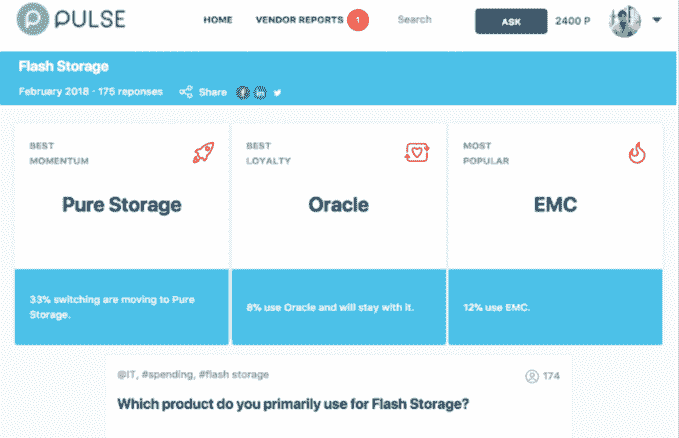 PULSE
HOME
VENDOR REPORTS 1
Search
ASK
2400 P
Flash Storage
February 2018 - 175 reponses
Share
BEST
MOMENTUM
Pure Storage
33% switching are moving to Pure
Storage.
BEST
LOYALTY
Oracle
8% use Oracle and will stay with it.
MOST
POPULAR
EMC
12% use EMC.
@IT, #spending, #flash storage
174
Which product do you primarily use for Flash Storage?